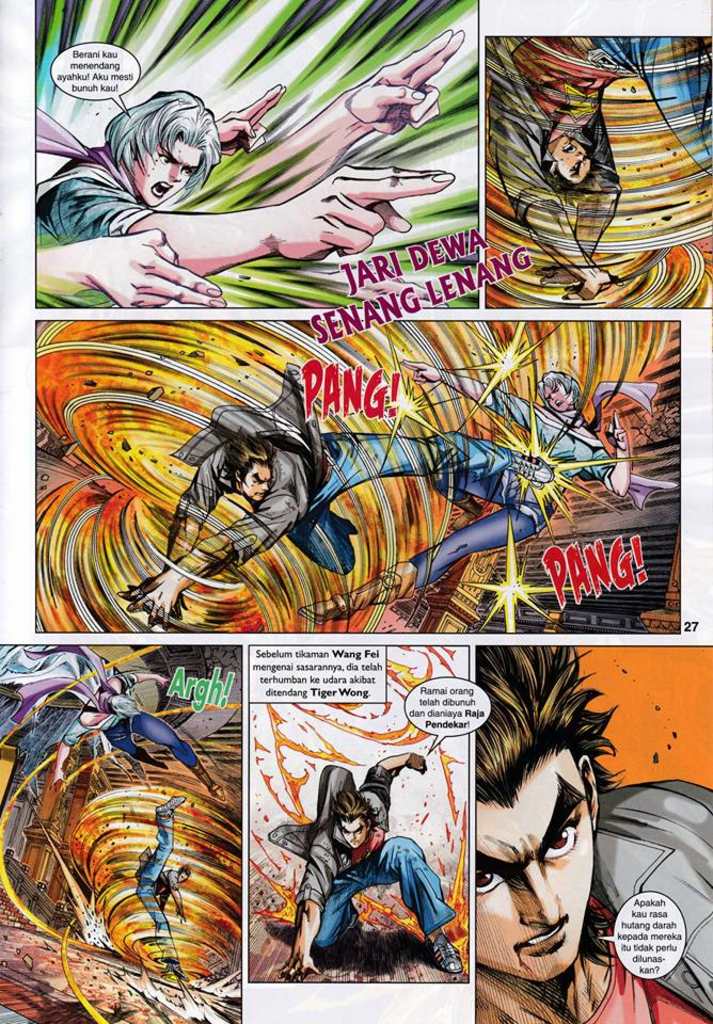 Berani kau
menendang
ayahku! Aku mesti
bunuh kau!
JARI DEWA
SENANG LENANG
PANG!
PANG!
27
Argh!
Sebelum tikaman Wang Fei
mengenai sasarannya, dia telah
terhumban ke udara akibat
ditendang Tiger Wong.
Ramai orang
telah dibunuh
dan dianiaya Raja
Pendekar!
Apakah
kau rasa
hutang darah
kepada mereka
itu tidak perlu
dilunas-
kan?